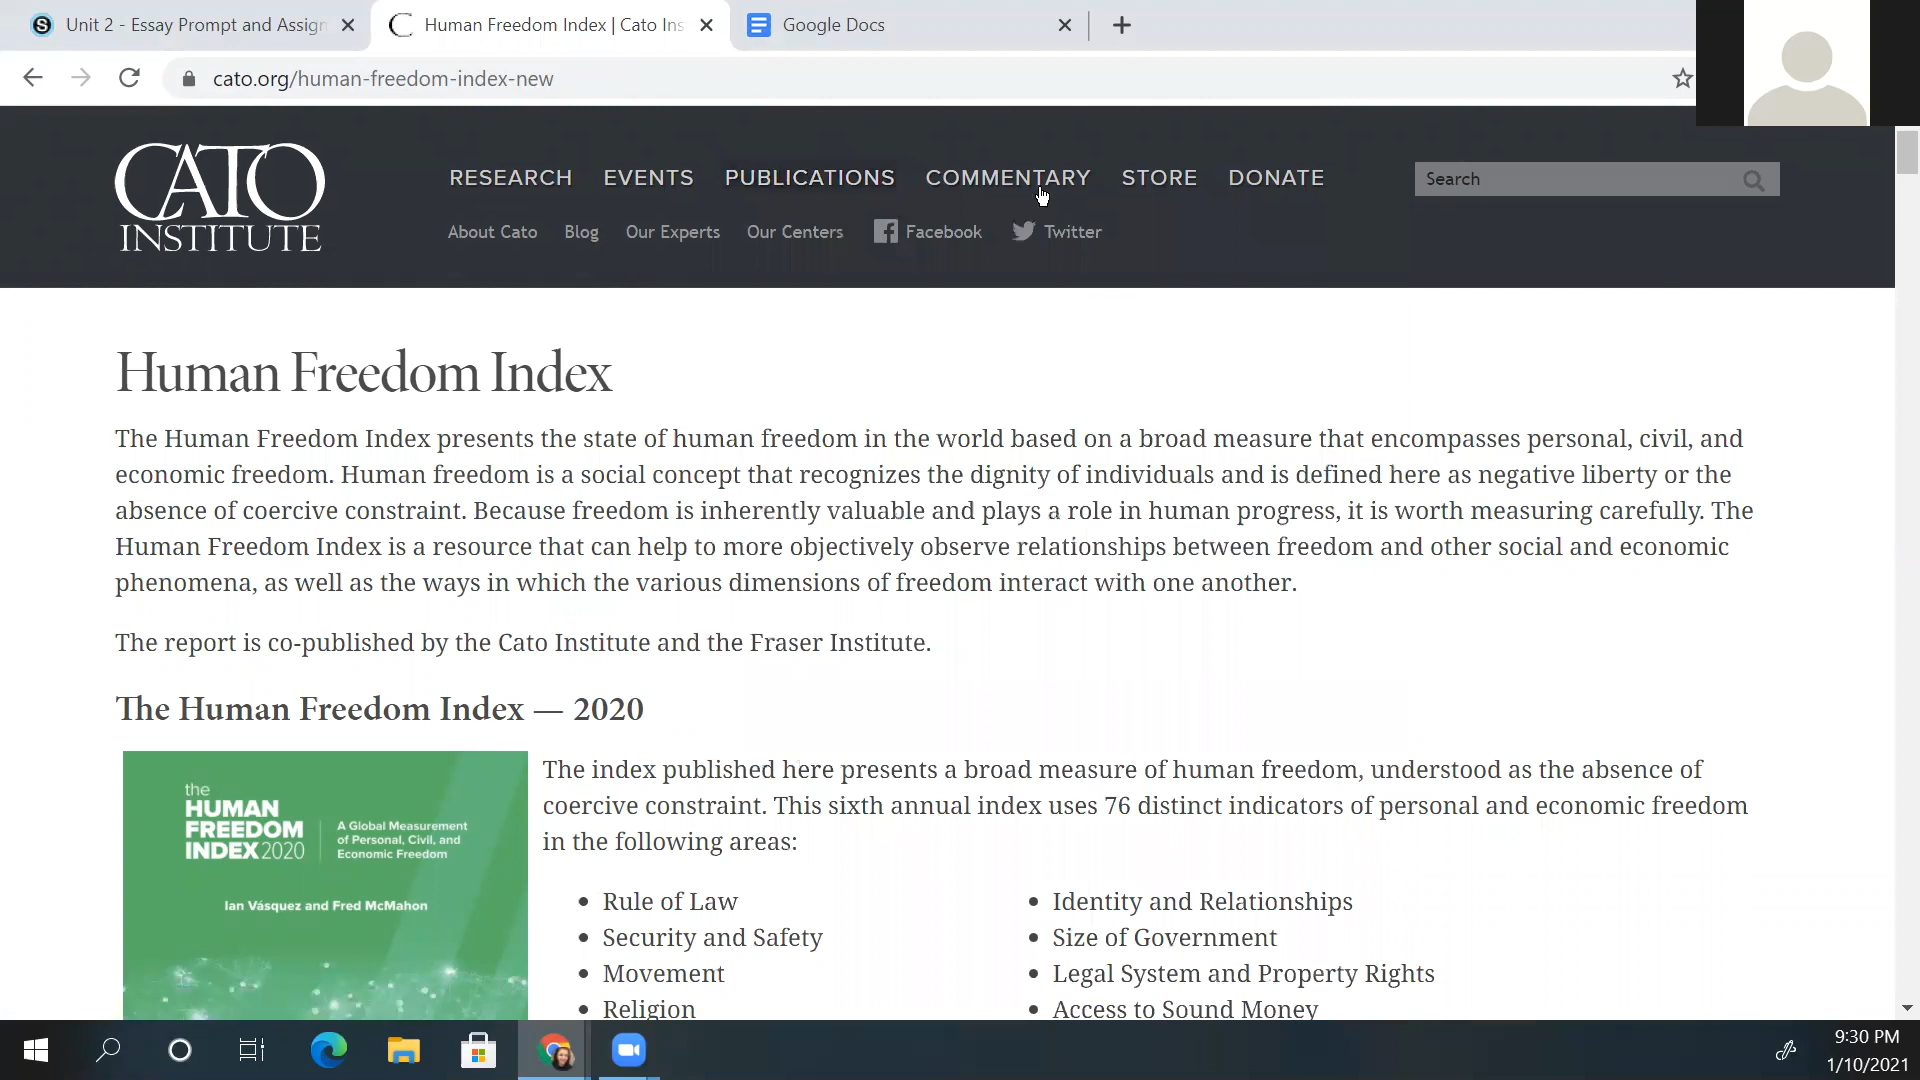 Unit 2 - Essay Prompt and Assign
Human Freedom Index | Cato Ins
Google Docs
cato.org/human-freedom-index-new
CATO
INSTITUTE
RESEARCH EVENTS PUBLICATIONS COMMENTARY STORE DONATE
Search
About Cato Blog Our Experts Our Centers Facebook Twitter
Human Freedom Index
The Human Freedom Index presents the state of human freedom in the world based on a broad measure that encompasses personal, civil, and
economic freedom. Human freedom is a social concept that recognizes the dignity of individuals and is defined here as negative liberty or the
absence of coercive constraint. Because freedom is inherently valuable and plays a role in human progress, it is worth measuring carefully. The
Human Freedom Index is a resource that can help to more objectively observe relationships between freedom and other social and economic
phenomena, as well as the ways in which the various dimensions of freedom interact with one another.
The report is co-published by the Cato Institute and the Fraser Institute.
The Human Freedom Index — 2020
the
HUMAN
FREEDOM
INDEX 2020
A Global Measurement
of Personal, Civil, and
Economic Freedom
Ian Vásquez and Fred McMahon
The index published here presents a broad measure of human freedom, understood as the absence of
coercive constraint. This sixth annual index uses 76 distinct indicators of personal and economic freedom
in the following areas:
• Rule of Law
• Security and Safety
• Movement
• Religion
• Identity and Relationships
• Size of Government
• Legal System and Property Rights
• Access to Sound Money
9:30 PM
1/10/2021